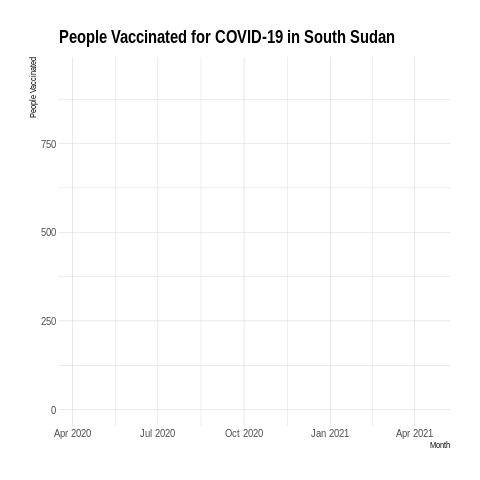 People Vaccinated for COVID-19 in South Sudan
People Vaccinated
750
500
250
0
Apr 2020
Jul 2020
Oct 2020
Jan 2021
Apr 2021
Month